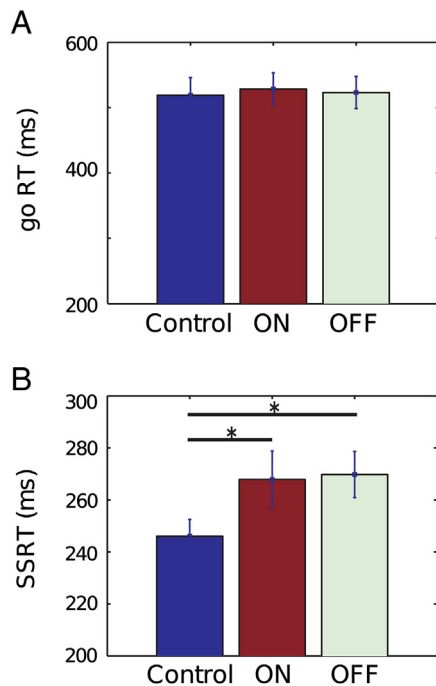 A
600
400
200
go RT (ms)
Control ON OFF
B
300
280
260
240
220
200
SSRT (ms)
*
*
Control ON OFF